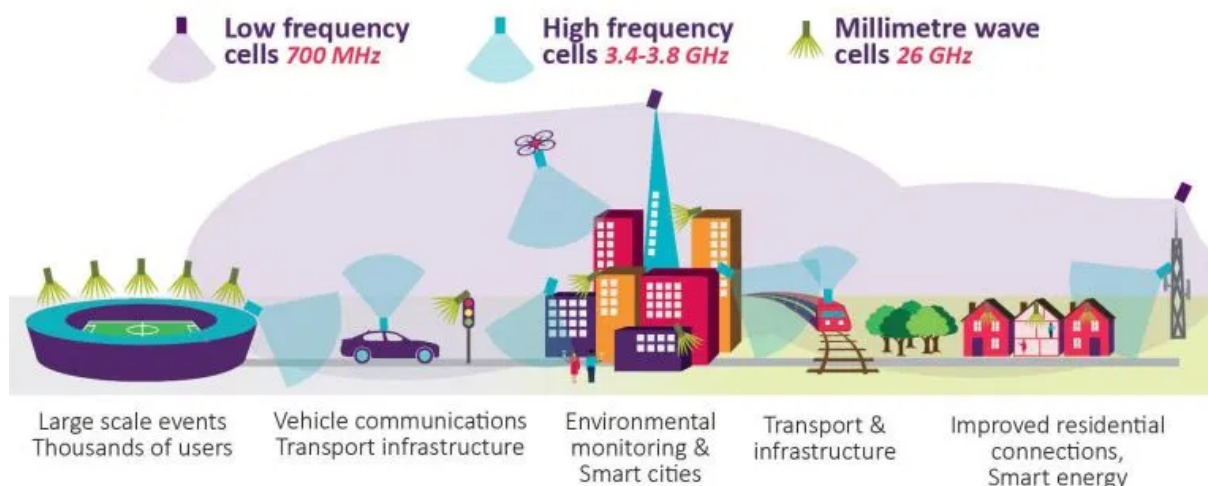 Low frequency
cells 700 MHz
High frequency
cells 3.4-3.8 GHz
Millimetre wave
cells 26 GHz
Large scale events
Thousands of users
Vehicle communications
Transport infrastructure
Environmental
monitoring &
Smart cities
Transport &
infrastructure
Improved residential
connections,
Smart energy